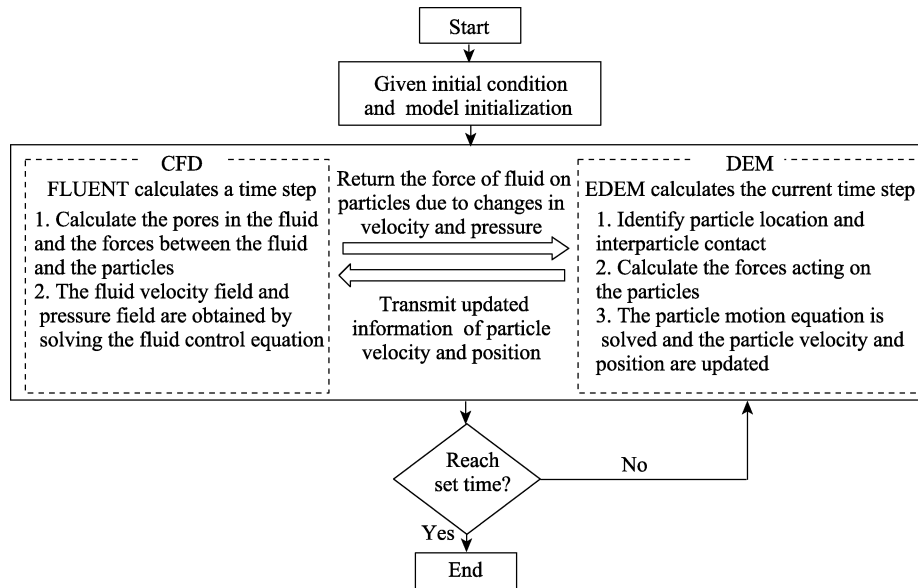 Start
Given initial condition
and model initialization
CFD
FLUENT calculates a time step
1. Calculate the pores in the fluid
and the forces between the fluid
and the particles
2. The fluid velocity field and
pressure field are obtained by
solving the fluid control equation
Return the force of fluid on
particles due to changes in
velocity and pressure
Transmit updated
information of particle
velocity and position
DEM
EDEM calculates the current time step
1. Identify particle location and
interparticle contact
2. Calculate the forces acting on
the particles
3. The particle motion equation is
solved and the particle velocity and
position are updated
Reach
set time?
No
Yes
End